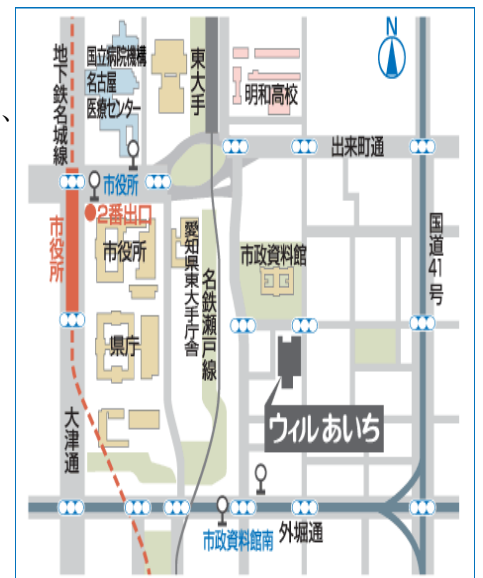 N
地下鉄名城線
国立病院機構
名古屋
医療センター
東大手
明和高校
、
出来町通
市役所
2番出口
市役所
市役所
愛知県東大手庁舎
名鉄瀬戸線
市政資料館
国道41号
県庁
ウィルあいち
大津通
市政資料館南
外堀通